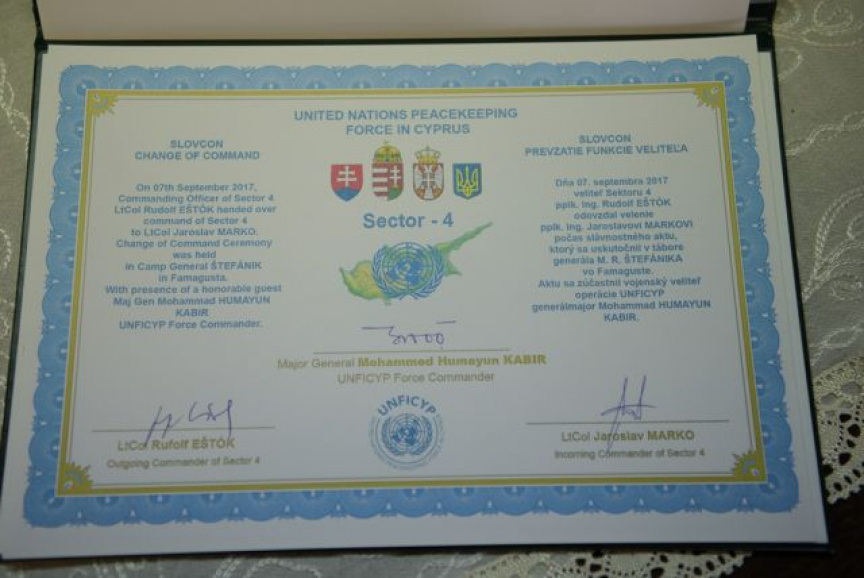 UNITED NATIONS PEACEKEEPING
FORCE IN CYPRUS
SLOVCON
CHANGE OF COMMAND
On 07th September 2017,
Commanding Officer of Sector 4
LtCol Rudolf EŠTÓK handed over
command of Sector 4
to LtCol Jaroslav MARKO.
Change of Command Ceremony
was held
in Camp General ŠTEFÁNIK
in Famagusta.
With presence of a honorable guest
Maj Gen Mohammad HUMAYUN
KABIR
UNFICYP Force Commander.
Sector - 4
SLOVCON
PREVZATIE FUNKCIE VELITEĽA
Dňa 07. septembra 2017
veliteľ Sektoru 4
pplk. Ing. Rudolf EŠTÓK
odovzdal velenie
pplk. Ing. Jaroslavovi MARKOVI
počas slávnostného aktu,
ktorý sa uskutočnil v tábore
generála M. R. ŠTEFÁNIKA
vo Famaguste.
Aktu sa zúčastnil vojenský veliteľ
operácie UNFICYP
generálmajor Mohammad HUMAYUN
KABIR.
Major General Mohammed Humayun KABIR
UNFICYP Force Commander
UNFICYP
LtCol Rufolf EŠTÓK
Outgoing Commander of Sector 4
LtCol Jaroslav MARKO
Incoming Commander of Sector 4